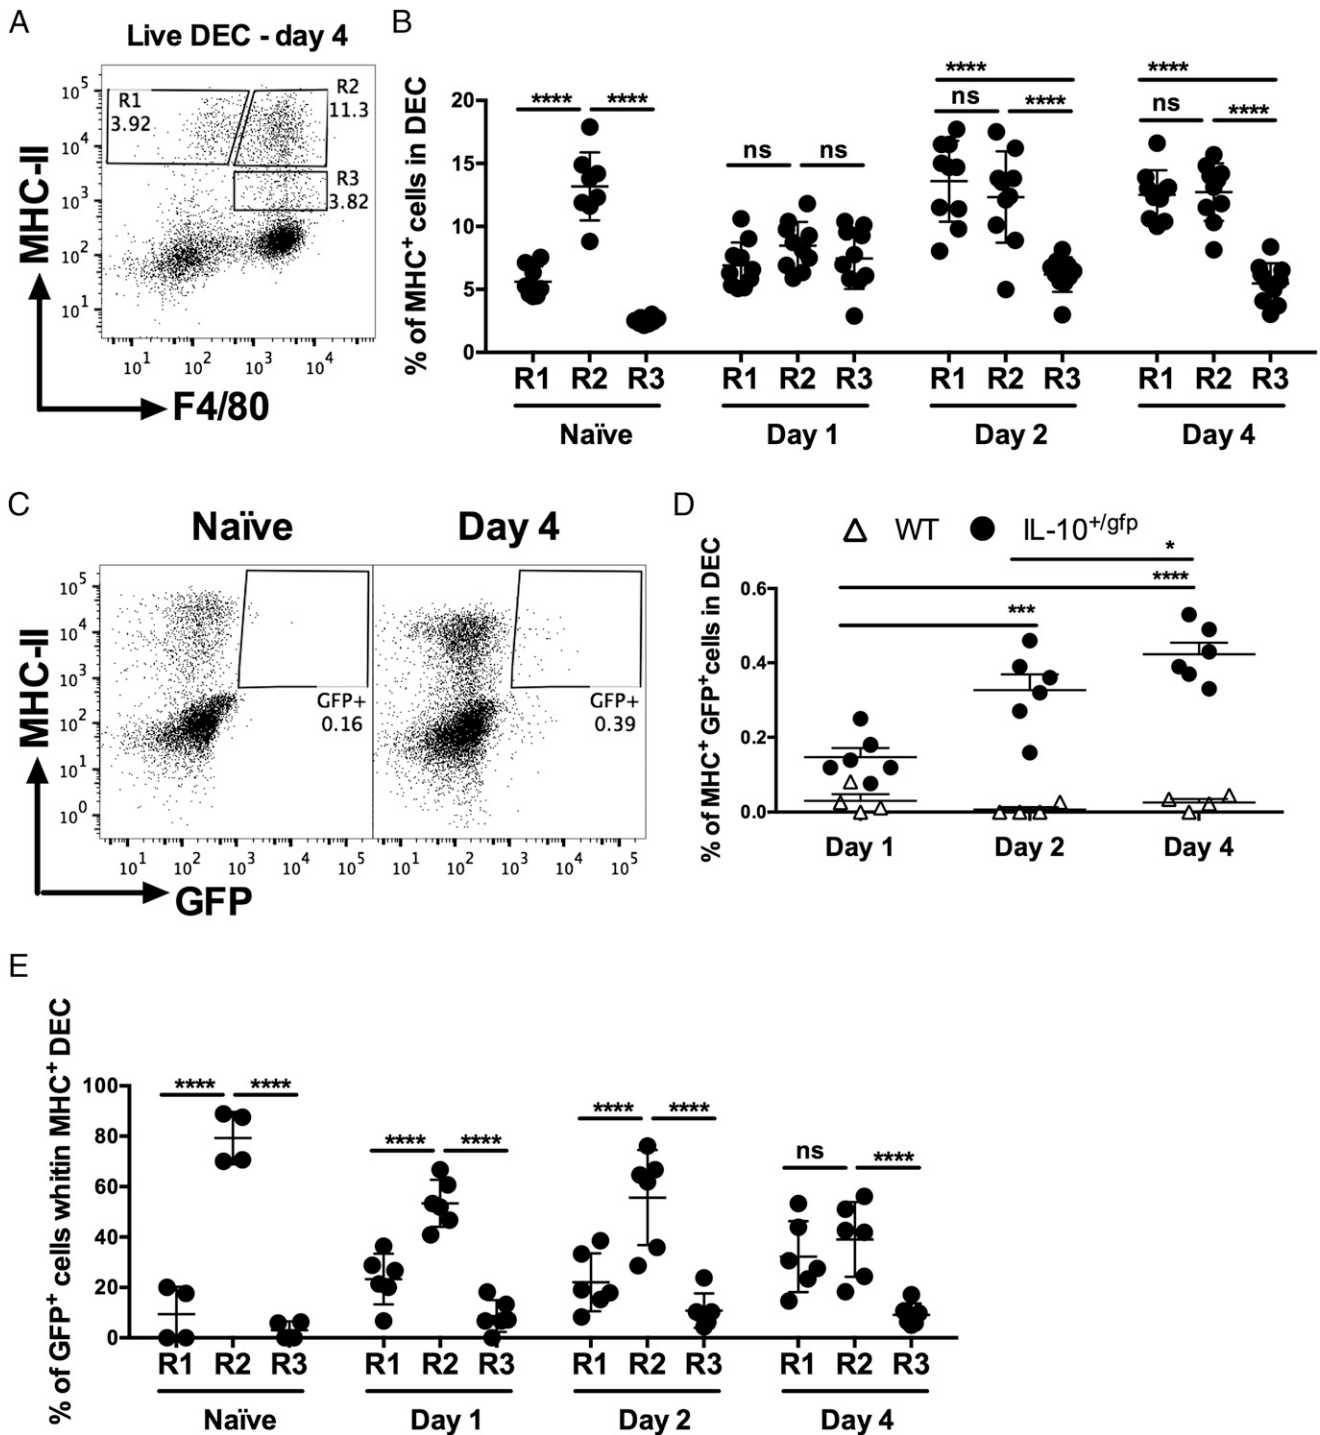 A
Live DEC - day 4
MHC-II
10^5
10^4
10^3
10^2
10^1
R1
3.92
R2
11.3
R3
3.82
10^1 10^2 10^3 10^4
F4/80
B
% of MHC+ cells in DEC
20
15
10
5
0
**** ****
ns ns
****
ns ****
****
ns ****
R1 R2 R3 R1 R2 R3 R1 R2 R3 R1 R2 R3
Naïve Day 1 Day 2 Day 4
C
Naïve Day 4
MHC-II
10^5
10^4
10^3
10^2
10^1
10^0
GFP+
0.16
GFP+
0.39
10^1 10^2 10^3 10^4 10^5 10^1 10^2 10^3 10^4 10^5
GFP
D
WT IL-10+/gfp
% of MHC+ GFP+cells in DEC
*
****
***
0.6
0.4
0.2
0.0
Day 1 Day 2 Day 4
E
% of GFP+ cells whitin MHC+ DEC
100
80
60
40
20
0
**** ****
**** ****
**** ****
ns ****
R1 R2 R3 R1 R2 R3 R1 R2 R3 R1 R2 R3
Naïve Day 1 Day 2 Day 4